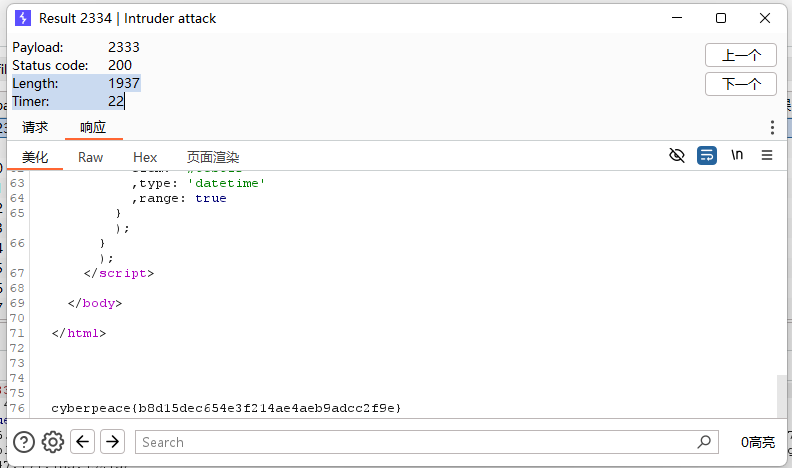 Result 2334 | Intruder attack
Payload: 2333
Status code: 200
Length: 1937
Timer: 22
上一个
下一个
请求 响应
美化 Raw Hex 页面渲染 \n
63 ,type: 'datetime'
64 ,range: true
65 }
);
66 }
);
67 </script>
68
69 </body>
70
71 </html>
72
73
74
75
76 cyberpeace{b8d15dec654e3f214ae4aeb9adcc2f9e}
Search
0高亮